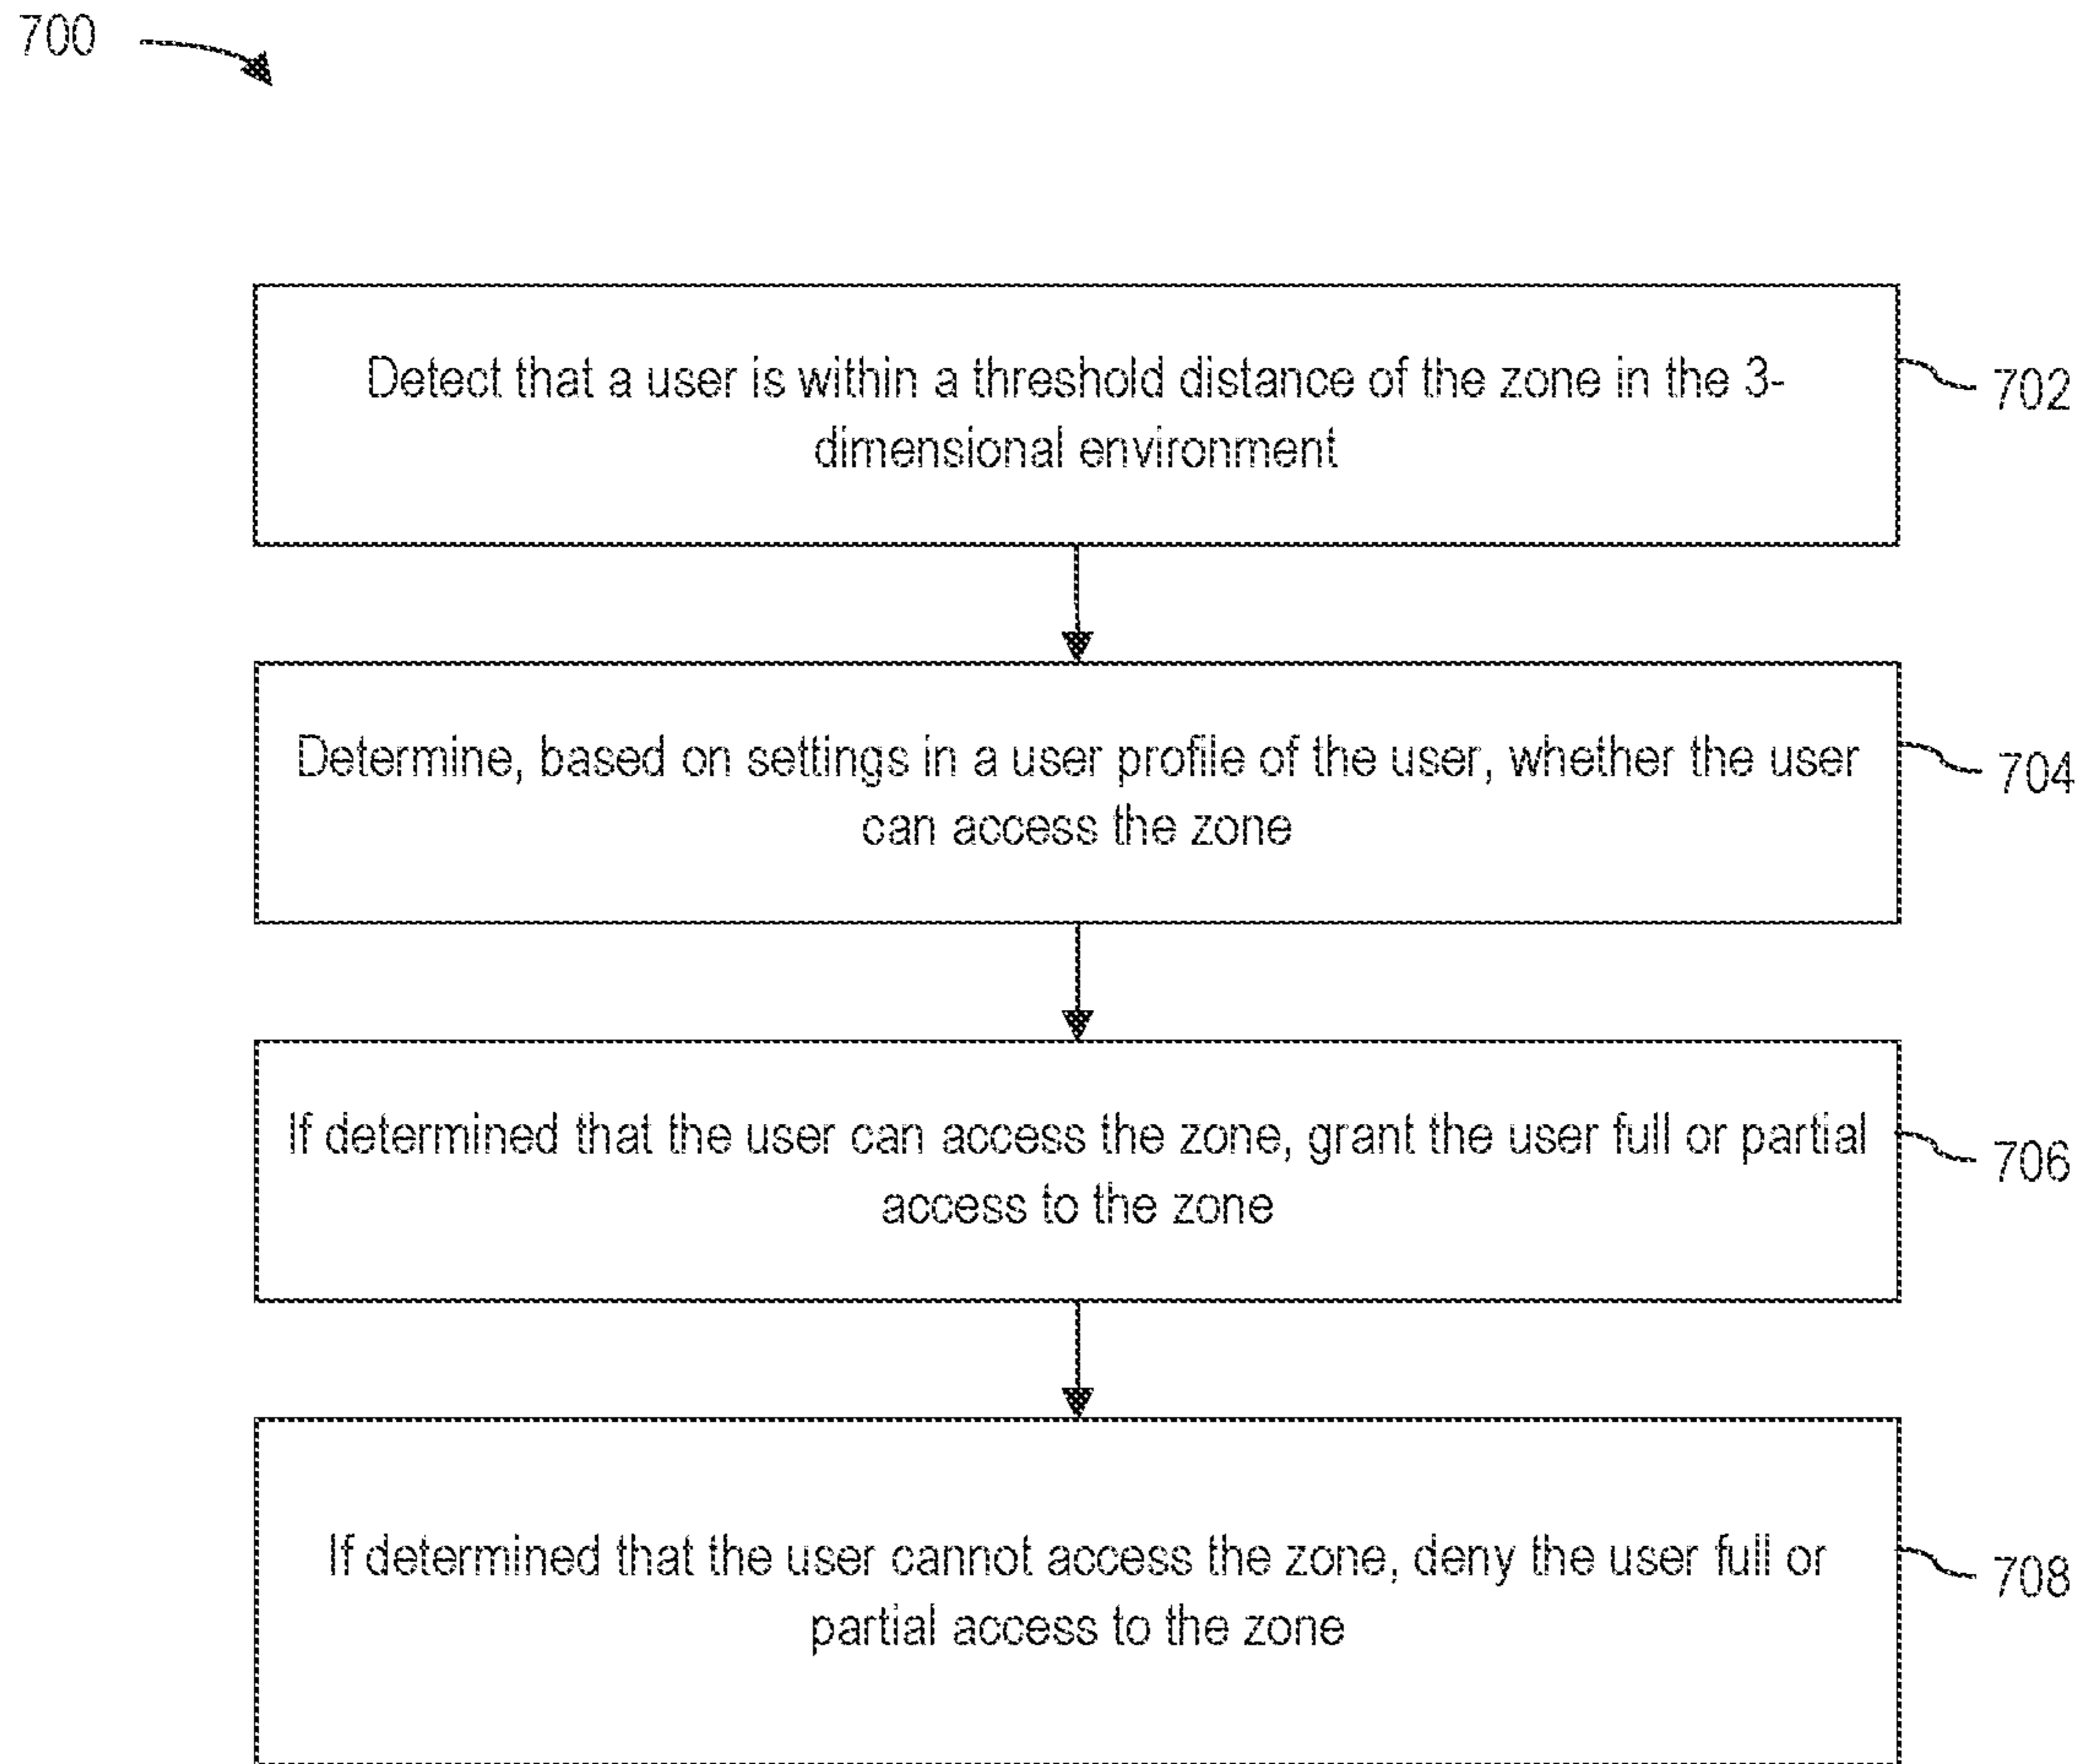 700
Detect that a user is within a threshold distance of the zone in the 3-
dimensional environment
702
Determine, based on settings in a user profile of the user, whether the user
can access the zone
704
If determined that the user can access the zone, grant the user full or partial
access to the zone
706
If determined that the user cannot access the zone, deny the user full or
partial access to the zone
708